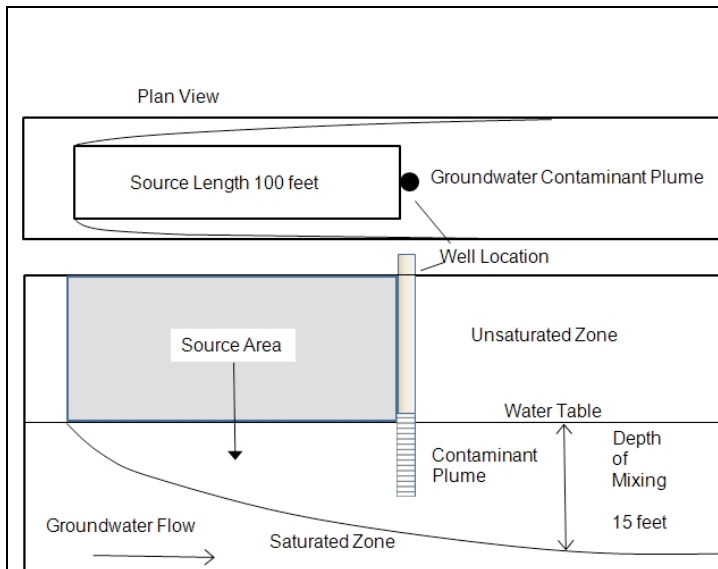 Plan View
Source Length 100 feet
Groundwater Contaminant Plume
Well Location
Source Area
Unsaturated Zone
Water Table
Contaminant
Plume
Depth
of
Mixing
15 feet
Groundwater Flow
Saturated Zone